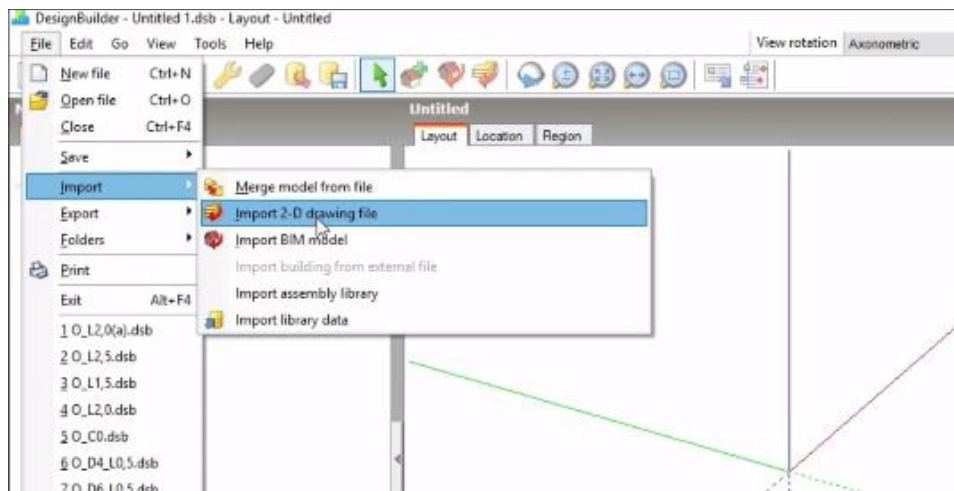 DesignBuilder - Untitled 1.dsb - Layout - Untitled
File Edit Go View Tools Help
View rotation Axonometric
New file Ctrl+N
Open file Ctrl+O
Close Ctrl+F4
Save
Import
Export
Folders
Print
Exit Alt+F4
1 O_L2,0(a).dsb
2 O_L2,5.dsb
3 O_L1,5.dsb
4 O_L2,0.dsb
5 O_C0.dsb
6 O_D4_L0,5.dsb
7 O_D6_L0,5.dsb
Merge model from file
Import 2-D drawing file
Import BIM model
Import building from external file
Import assembly library
Import library data
Untitled
Layout Location Region